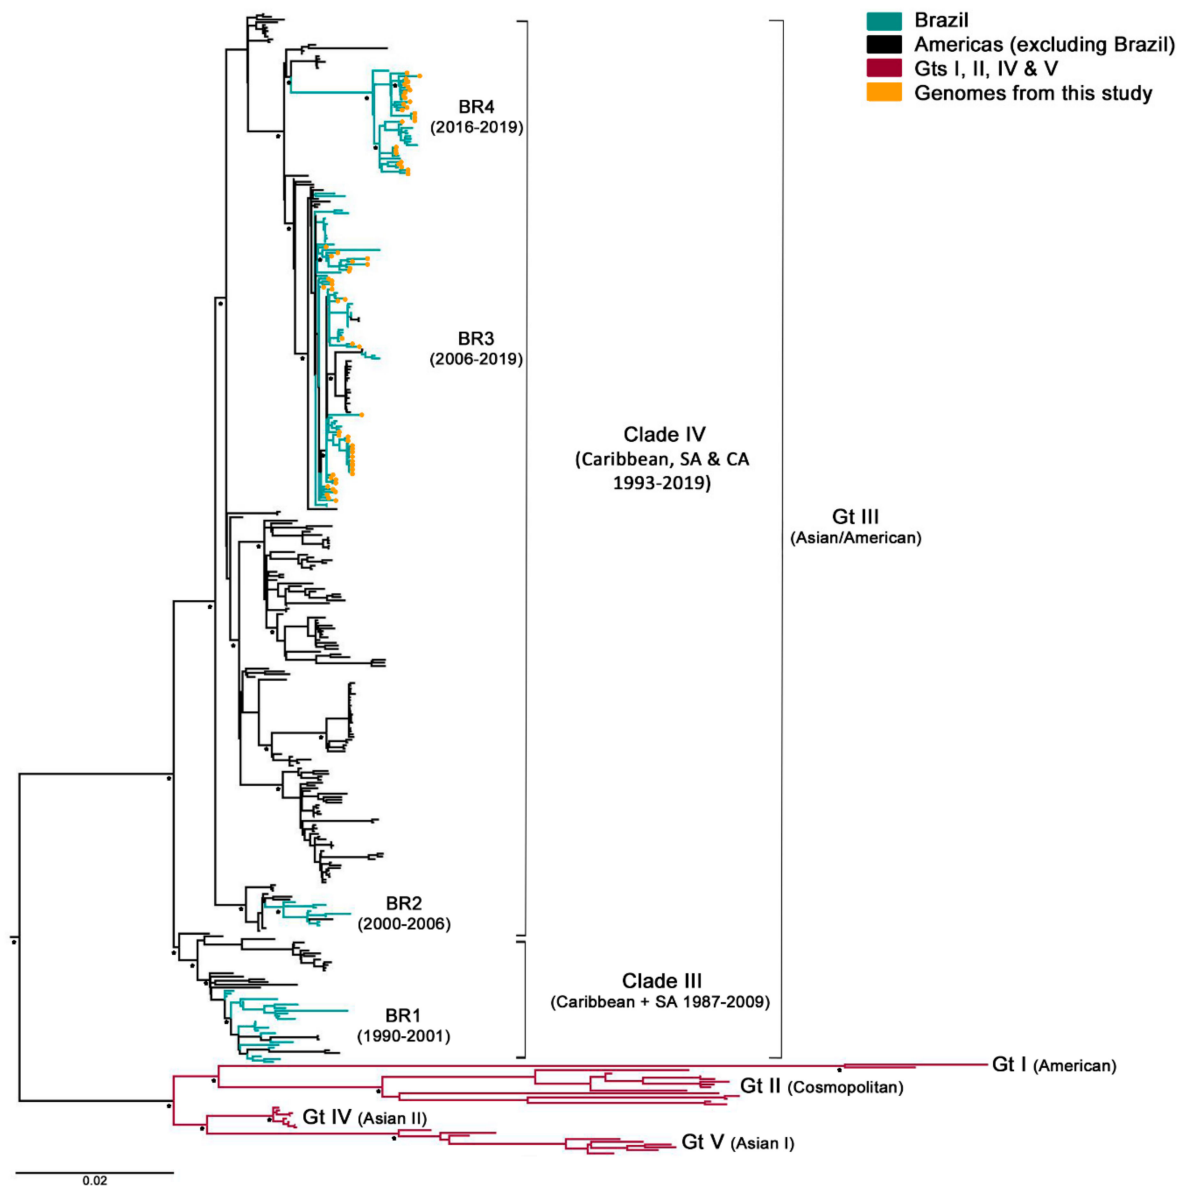 Brazil
Americas (excluding Brazil)
Gts I, II, IV & V
Genomes from this study
BR4
(2016-2019)
BR3
(2006-2019)
Clade IV
(Caribbean, SA & CA
1993-2019)
Gt III
(Asian/American)
BR2
(2000-2006)
Clade III
(Caribbean + SA 1987-2009)
BR1
(1990-2001)
Gt I (American)
Gt II (Cosmopolitan)
Gt IV (Asian II)
Gt V (Asian I)
0.02